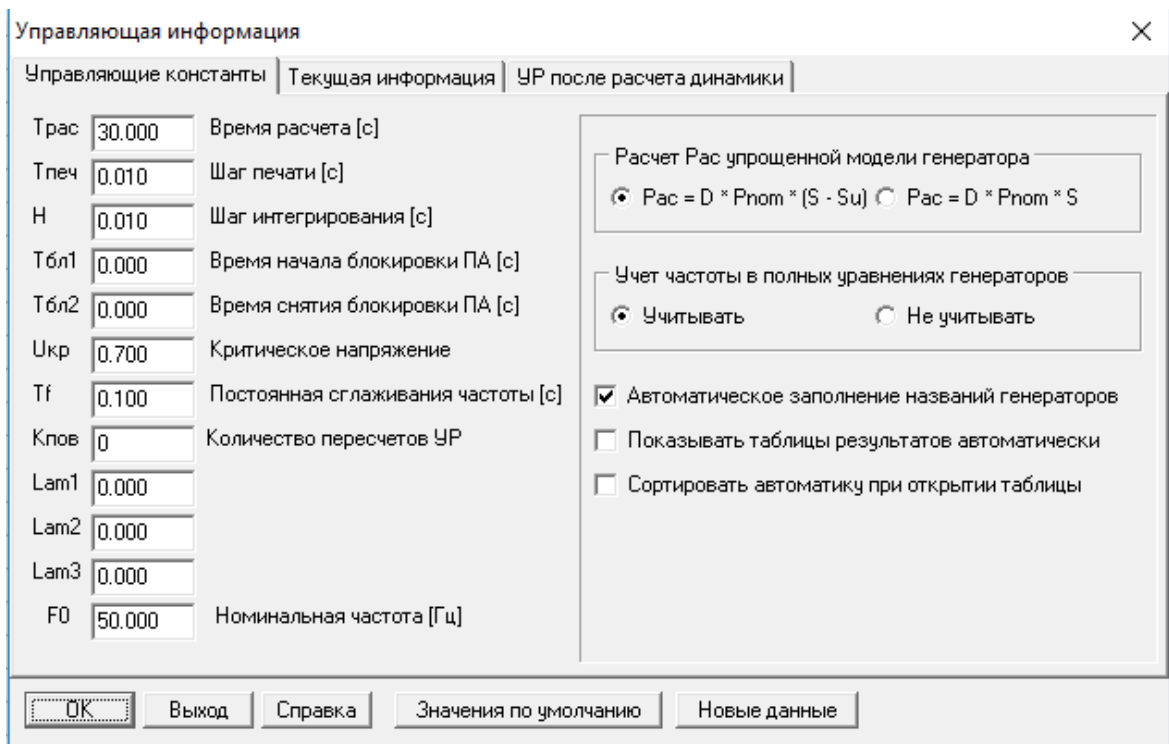 Управляющая информация
Управляющие константы Текущая информация УР после расчета динамики
Tрас 30.000 Время расчета [с]
Tпеч 0.010 Шаг печати [с]
H 0.010 Шаг интегрирования [с]
Tбл1 0.000 Время начала блокировки ПА [с]
Tбл2 0.000 Время снятия блокировки ПА [с]
Uкр 0.700 Критическое напряжение
Tf 0.100 Постоянная сглаживания частоты [с]
Kпов 0 Количество пересчетов УР
Lam1 0.000
Lam2 0.000
Lam3 0.000
F0 50.000 Номинальная частота [Гц]
Расчет Рас упрощенной модели генератора
Pac = D * Pnom * (S - Su) Pac = D * Pnom * S
Учет частоты в полных уравнениях генераторов
Учитывать Не учитывать
Автоматическое заполнение названий генераторов
Показывать таблицы результатов автоматически
Сортировать автоматику при открытии таблицы
OK Выход Справка Значения по умолчанию Новые данные